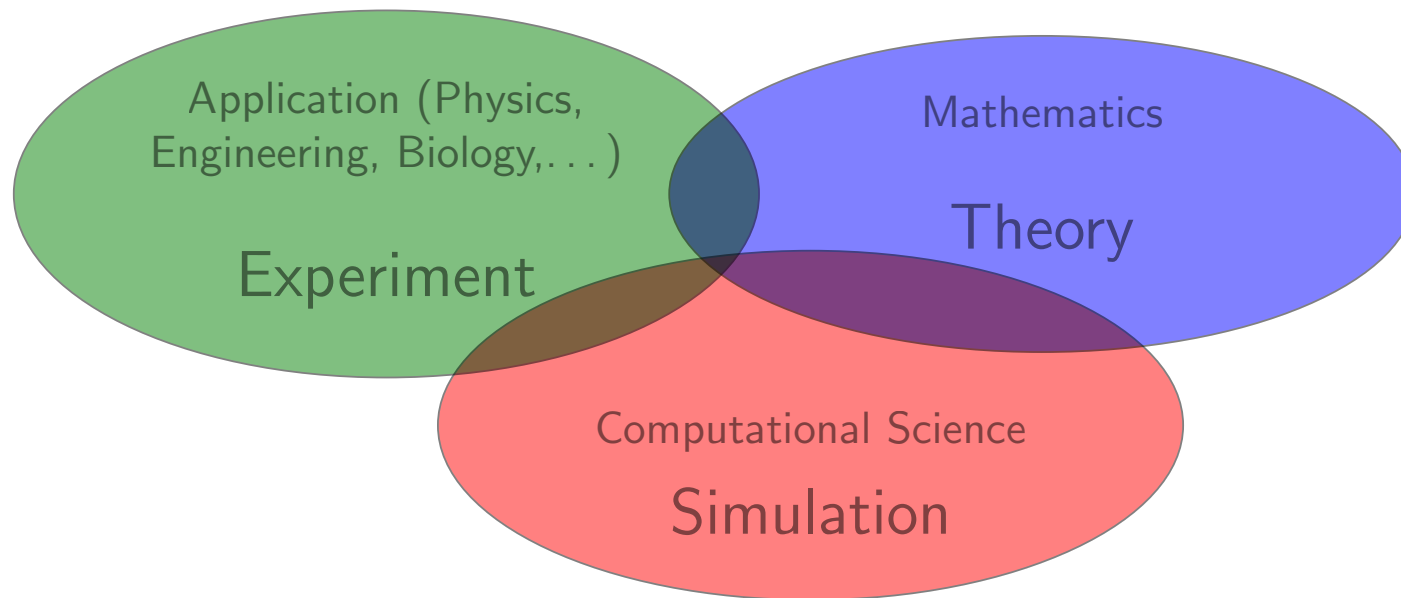 Application (Physics,
Engineering, Biology,. . . )
Experiment
Mathematics
Theory
Computational Science
Simulation